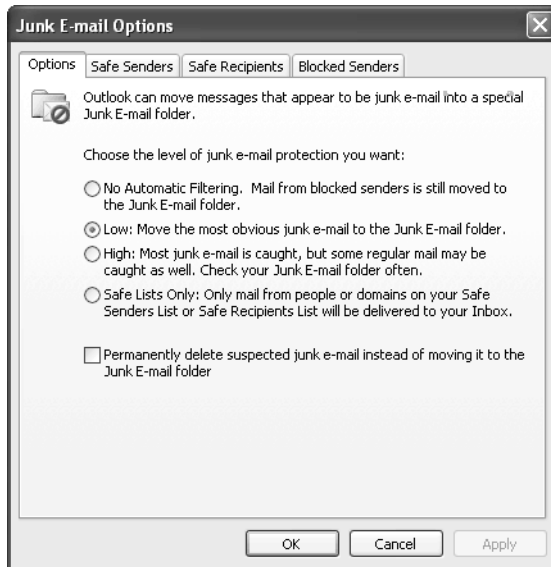 Junk E-mail Options
Options Safe Senders Safe Recipients Blocked Senders
Outlook can move messages that appear to be junk e-mail into a special
Junk E-mail folder.
Choose the level of junk e-mail protection you want:
No Automatic Filtering. Mail from blocked senders is still moved to
the Junk E-mail folder.
Low: Move the most obvious junk e-mail to the Junk E-mail folder.
High: Most junk e-mail is caught, but some regular mail may be
caught as well. Check your Junk E-mail folder often.
Safe Lists Only: Only mail from people or domains on your Safe
Senders List or Safe Recipients List will be delivered to your Inbox.
Permanently delete suspected junk e-mail instead of moving it to the
Junk E-mail folder
OK Cancel Apply